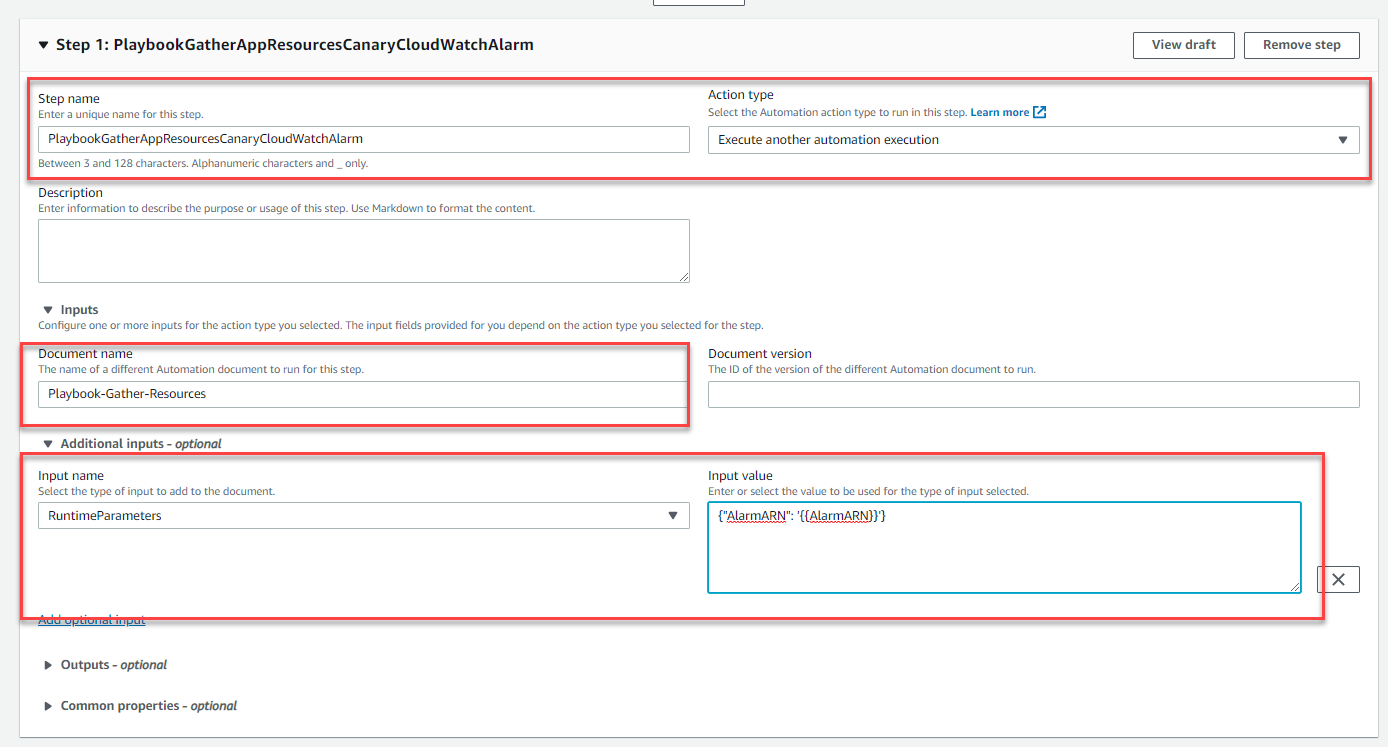 Step 1: PlaybookGatherAppResourcesCanaryCloudWatchAlarm
View draft
Remove step
Step name
Enter a unique name for this step.
PlaybookGatherAppResourcesCanaryCloudWatchAlarm
Between 3 and 128 characters. Alphanumeric characters and _ only.
Action type
Select the Automation action type to run in this step. Learn more
Execute another automation execution
Description
Enter information to describe the purpose or usage of this step. Use Markdown to format the content.
Inputs
Configure one or more inputs for the action type you selected. The input fields provided for you depend on the action type you selected for the step.
Document name
The name of a different Automation document to run for this step.
Playbook-Gather-Resources
Document version
The ID of the version of the different Automation document to run.
Additional inputs - optional
Input name
Select the type of input to add to the document.
RuntimeParameters
Input value
Enter or select the value to be used for the type of input selected.
{"AlarmARN": '{{AlarmARN}}'}
Add optional input
Outputs - optional
Common properties - optional